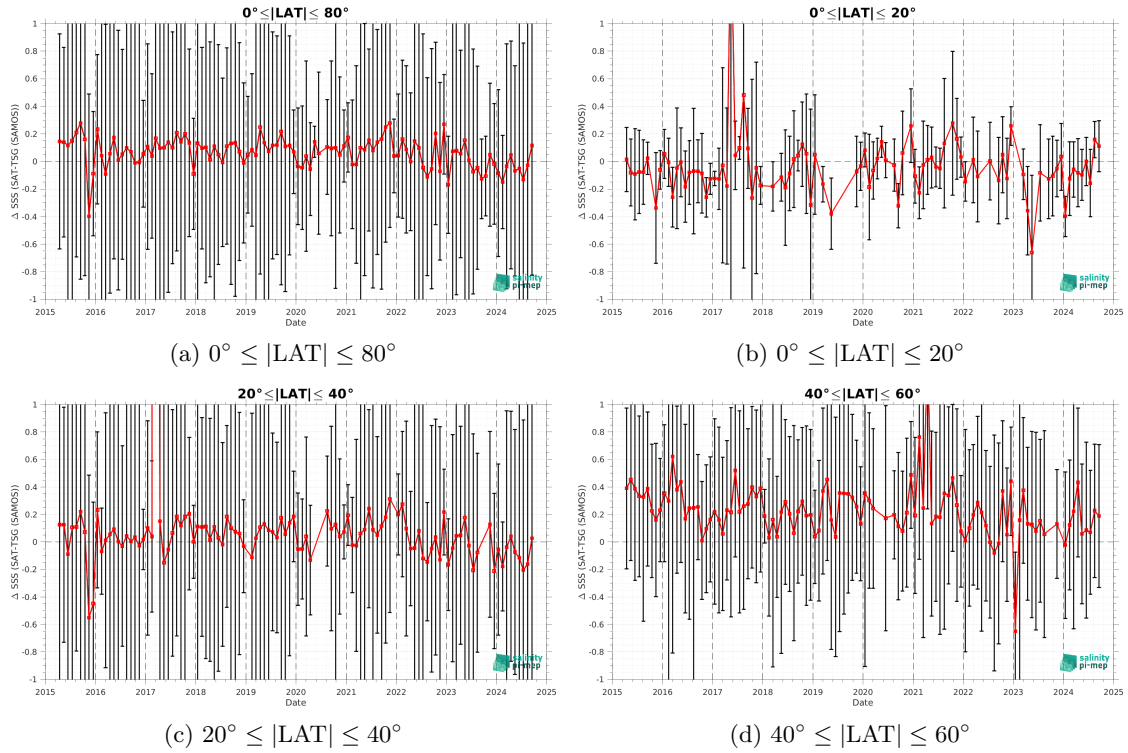 0°≤|LAT|≤ 80°
Δ SSS (SAT-TSG (SAMOS))
1
0.8
0.6
0.4
0.2
0
-0.2
-0.4
-0.6
-0.8
-1
2015 2016 2017 2018 2019 2020 2021 2022 2023 2024 2025
Date
salinity
pi-mep
(a) 0° ≤ |LAT| ≤ 80°
0°≤|LAT|≤ 20°
Δ SSS (SAT-TSG (SAMOS))
1
0.8
0.6
0.4
0.2
0
-0.2
-0.4
-0.6
-0.8
-1
2015 2016 2017 2018 2019 2020 2021 2022 2023 2024 2025
Date
salinity
pi-mep
(b) 0° ≤ |LAT| ≤ 20°
20°≤|LAT|≤ 40°
Δ SSS (SAT-TSG (SAMOS))
1
0.8
0.6
0.4
0.2
0
-0.2
-0.4
-0.6
-0.8
-1
2015 2016 2017 2018 2019 2020 2021 2022 2023 2024 2025
Date
salinity
pi-mep
(c) 20° ≤ |LAT| ≤ 40°
40°≤|LAT|≤ 60°
Δ SSS (SAT-TSG (SAMOS))
1
0.8
0.6
0.4
0.2
0
-0.2
-0.4
-0.6
-0.8
-1
2015 2016 2017 2018 2019 2020 2021 2022 2023 2024 2025
Date
salinity
pi-mep
(d) 40° ≤ |LAT| ≤ 60°